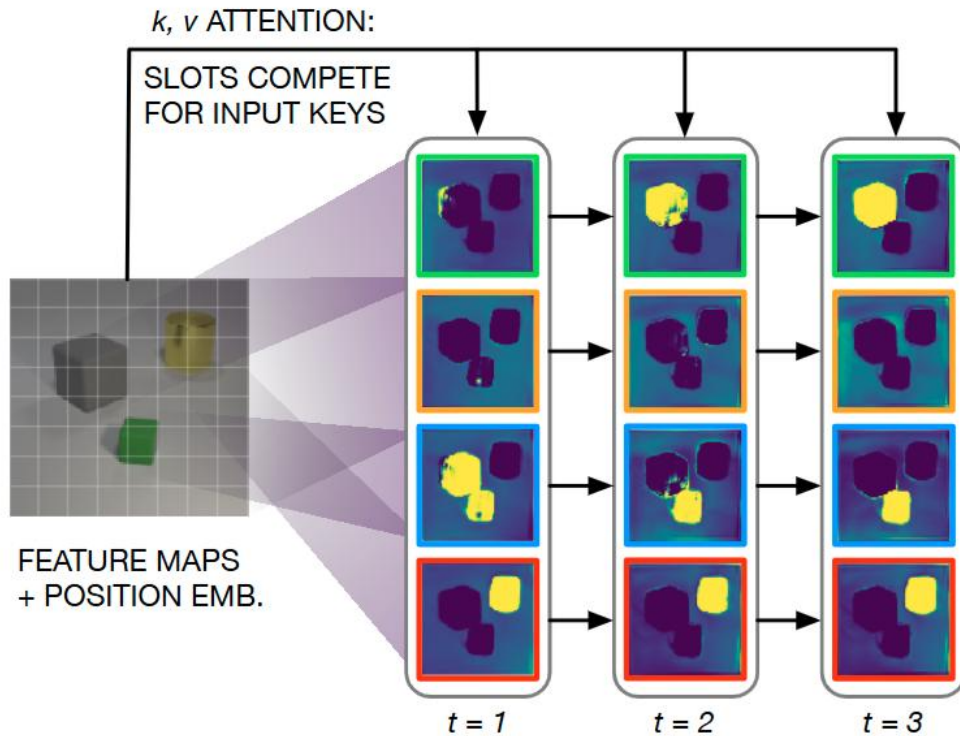 k, v ATTENTION:
SLOTS COMPETE
FOR INPUT KEYS
FEATURE MAPS
+ POSITION EMB.
t = 1
t = 2
t = 3